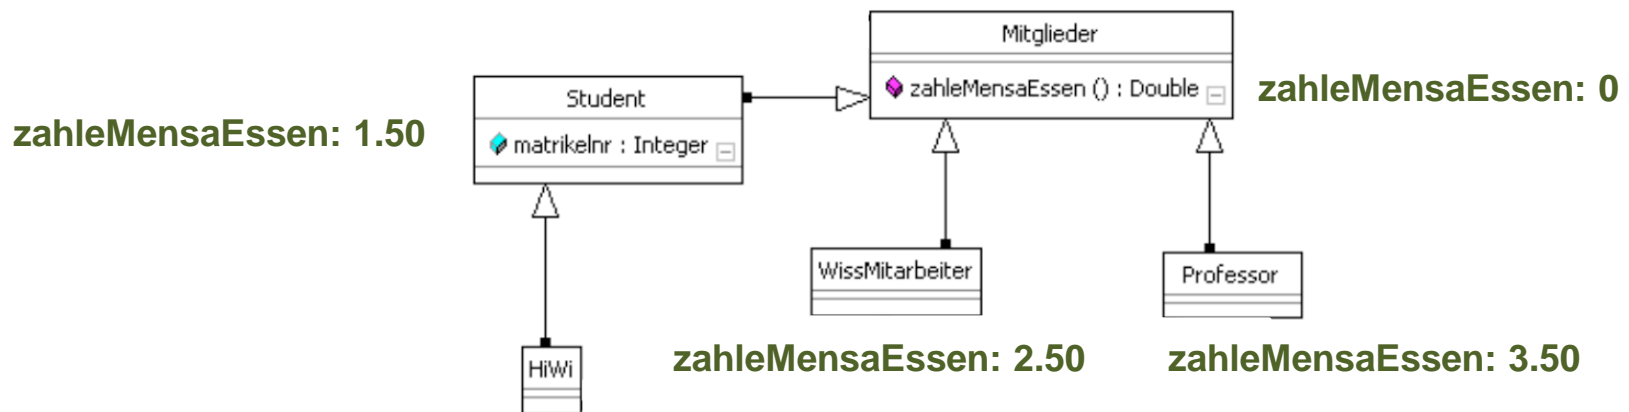 Mitglieder
zahleMensaEssen () : Double
zahleMensaEssen: 0
Student
matrikelnr : Integer
zahleMensaEssen: 1.50
WissMitarbeiter
Professor
zahleMensaEssen: 2.50
zahleMensaEssen: 3.50
HiWi